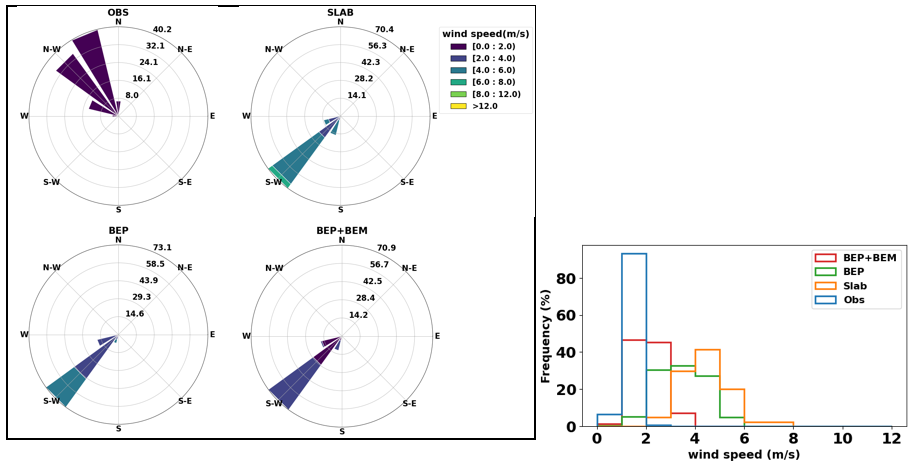 OBS
N
40.2
32.1
24.1
16.1
8.0
N-W
N-E
W
E
S-W
S-E
S
SLAB
N
70.4
56.3
42.3
28.2
14.1
N-W
N-E
W
E
S-W
S-E
S
wind speed(m/s)
[0.0 : 2.0)
[2.0 : 4.0)
[4.0 : 6.0)
[6.0 : 8.0)
[8.0 : 12.0)
>12.0
BEP
N
73.1
58.5
43.9
29.3
14.6
N-W
N-E
W
E
S-W
S-E
S
BEP+BEM
N
70.9
56.7
42.5
28.4
14.2
N-W
N-E
W
E
S-W
S-E
S
BEP+BEM
BEP
Slab
Obs
Frequency (%)
80
60
40
20
0
0 2 4 6 8 10 12
wind speed (m/s)